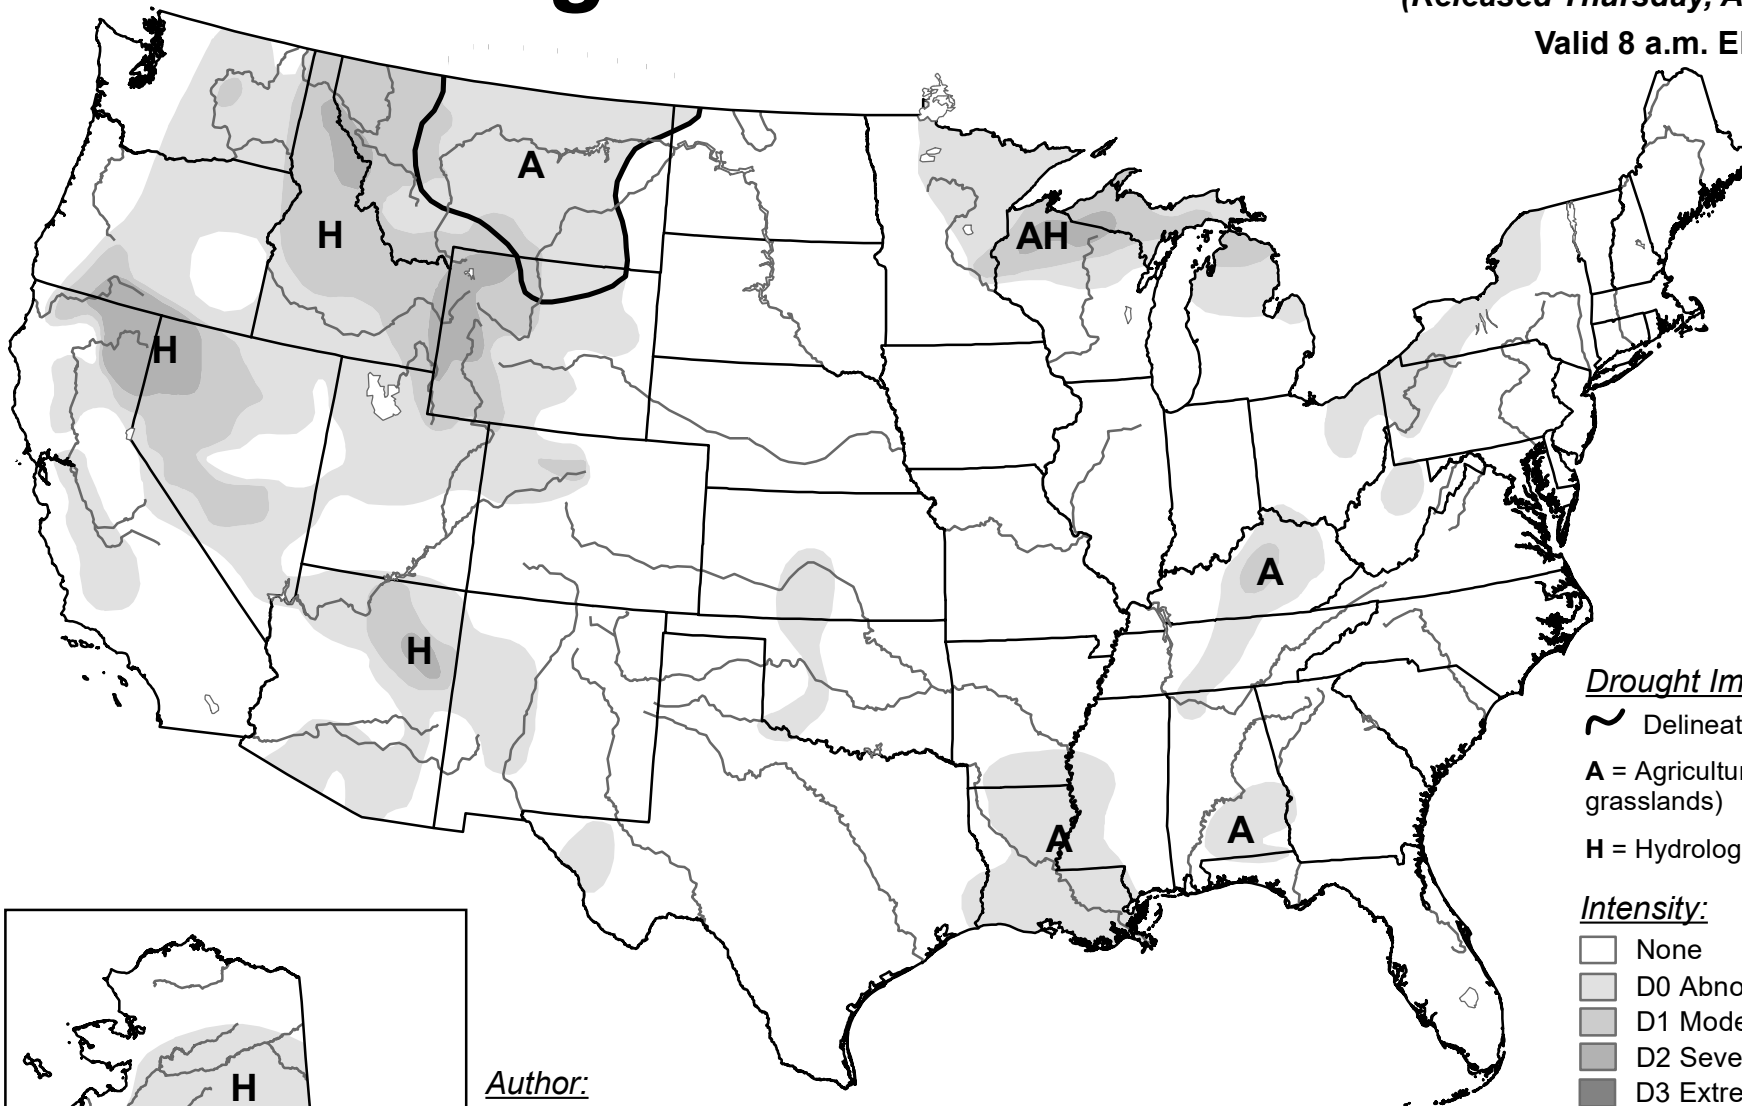 (Released Thursday, A
Valid 8 a.m. E
A
H
AH
H
A
H
A
A
H
Drought Im
Delineat
A = Agricultur
grasslands)
H = Hydrolog
Intensity:
None
D0 Abno
D1 Mode
D2 Seve
D3 Extre
Author: